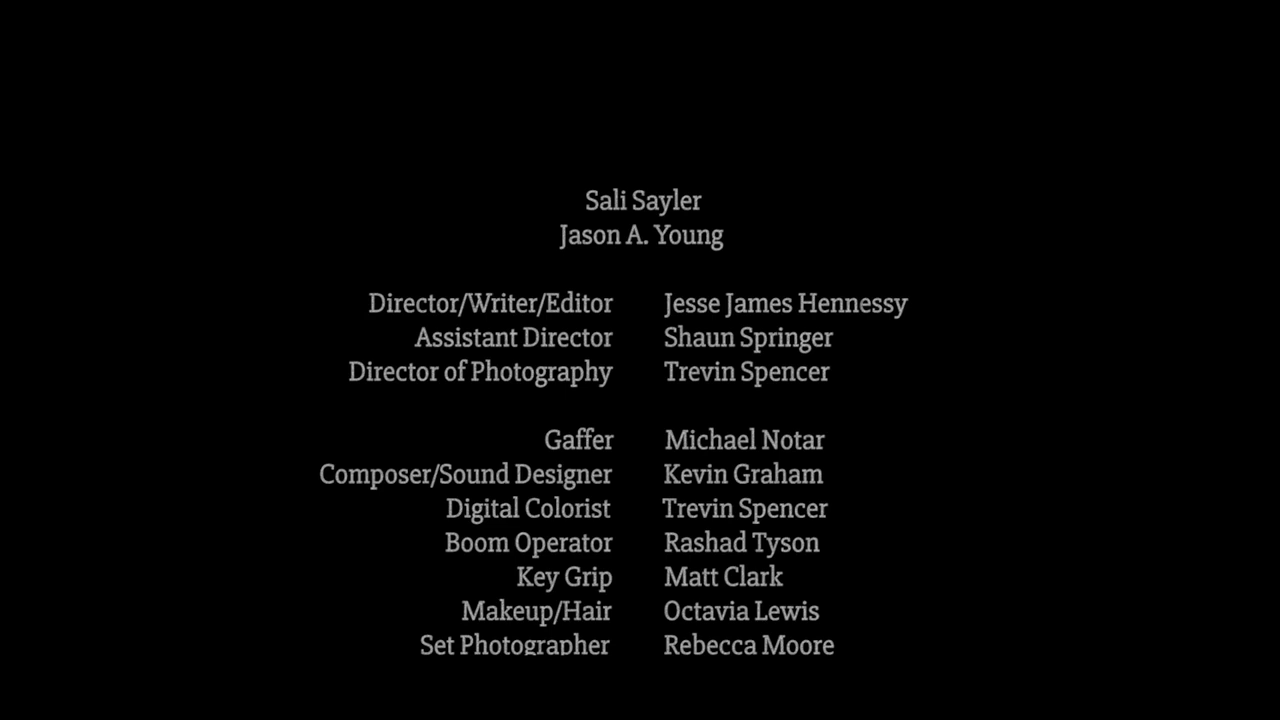 Sali Sayler
Jason A. Young
Director/Writer/Editor Jesse James Hennessy
Assistant Director Shaun Springer
Director of Photography Trevin Spencer
Gaffer Michael Notar
Composer/Sound Designer Kevin Graham
Digital Colorist Trevin Spencer
Boom Operator Rashad Tyson
Key Grip Matt Clark
Makeup/Hair Octavia Lewis
Set Photographer Rebecca Moore